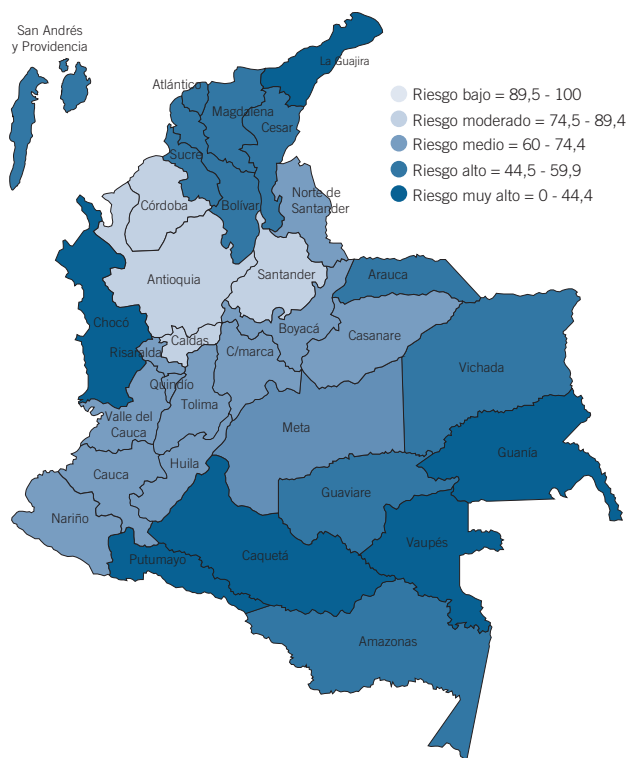 San Andrés
y Providencia
La Guajira
Atlántico
Magdalena
Cesar
Sucre
Bolívar
Norte de
Santander
Córdoba
Antioquia
Santander
Arauca
Chocó
Caldas
Risaralda
Boyacá
Casanare
C/marca
Vichada
Quindío
Tolima
Valle del
Cauca
Meta
Guanía
Huila
Cauca
Guaviare
Nariño
Vaupés
Caquetá
Putumayo
Amazonas
Riesgo bajo = 89,5 - 100
Riesgo moderado = 74,5 - 89,4
Riesgo medio = 60 - 74,4
Riesgo alto = 44,5 - 59,9
Riesgo muy alto = 0 - 44,4